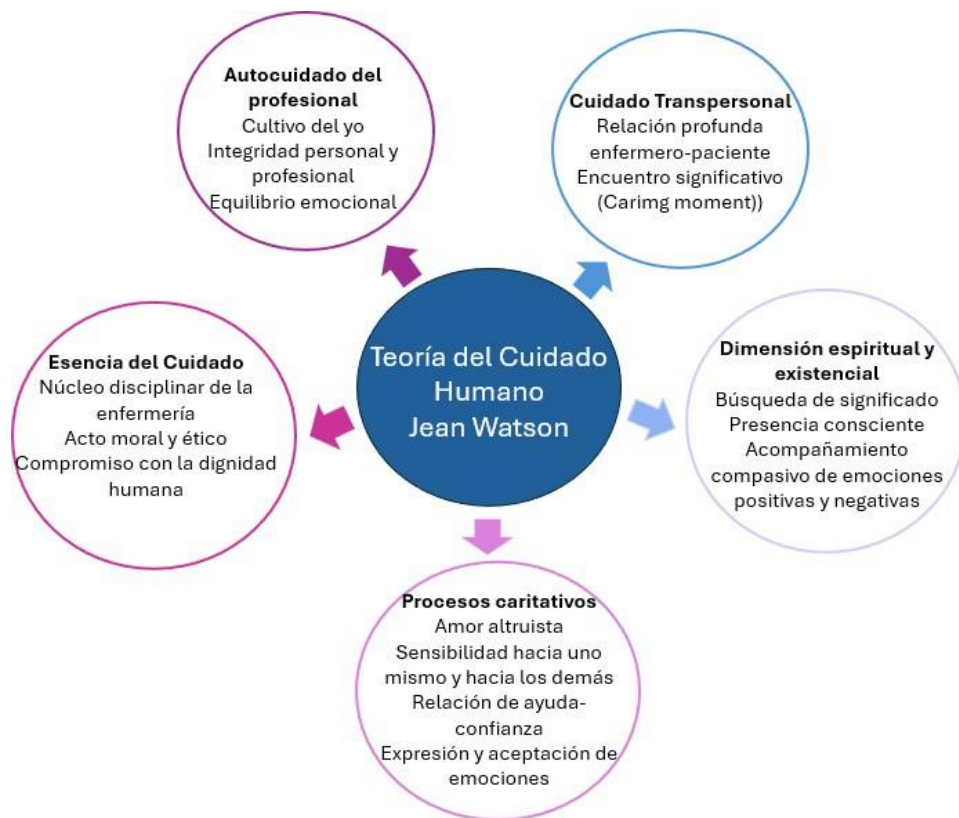 Autocuidado del
profesional
Cultivo del yo
Integridad personal y
profesional
Equilibrio emocional
Cuidado Transpersonal
Relación profunda
enfermero-paciente
Encuentro significativo
(Carimg moment))
Teoría del Cuidado
Humano
Jean Watson
Esencia del Cuidado
Núcleo disciplinar de la
enfermería
Acto moral y ético
Compromiso con la dignidad
humana
Dimensión espiritual y
existencial
Búsqueda de significado
Presencia consciente
Acompañamiento
compasivo de emociones
positivas y negativas
Procesos caritativos
Amor altruista
Sensibilidad hacia uno
mismo y hacia los demás
Relación de ayuda-
confianza
Expresión y aceptación de
emociones